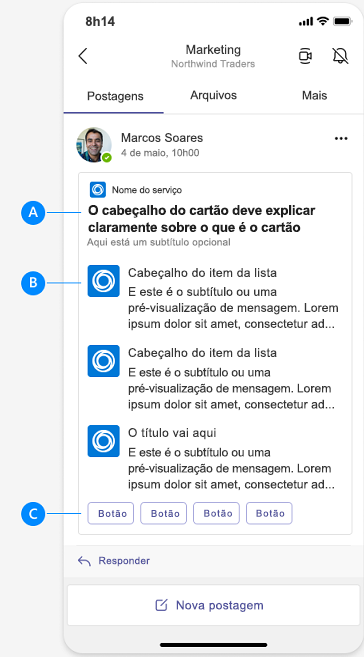 8h14
Marketing
Northwind Traders
Postagens Arquivos Mais
Marcos Soares
4 de maio, 10h00
Nome do serviço
A
O cabeçalho do cartão deve explicar
claramente sobre o que é o cartão
Aqui está um subtítulo opcional
B
Cabeçalho do item da lista
E este é o subtítulo ou uma
pré-visualização de mensagem. Lorem
ipsum dolor sit amet, consectetur ad...
Cabeçalho do item da lista
E este é o subtítulo ou uma
pré-visualização de mensagem. Lorem
ipsum dolor sit amet, consectetur ad...
O título vai aqui
E este é o subtítulo ou uma
pré-visualização de mensagem. Lorem
ipsum dolor sit amet, consectetur ad...
C
Botão Botão Botão Botão
Responder
Nova postagem